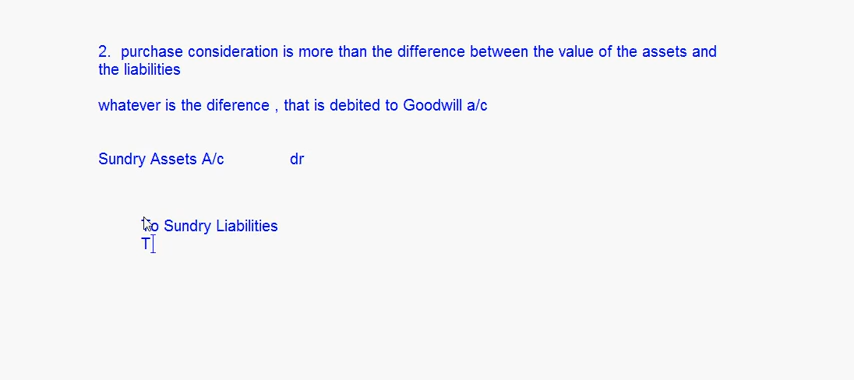 2. purchase consideration is more than the difference between the value of the assets and
the liabilities
whatever is the diference , that is debited to Goodwill a/c
Sundry Assets A/c dr
To Sundry Liabilities
T